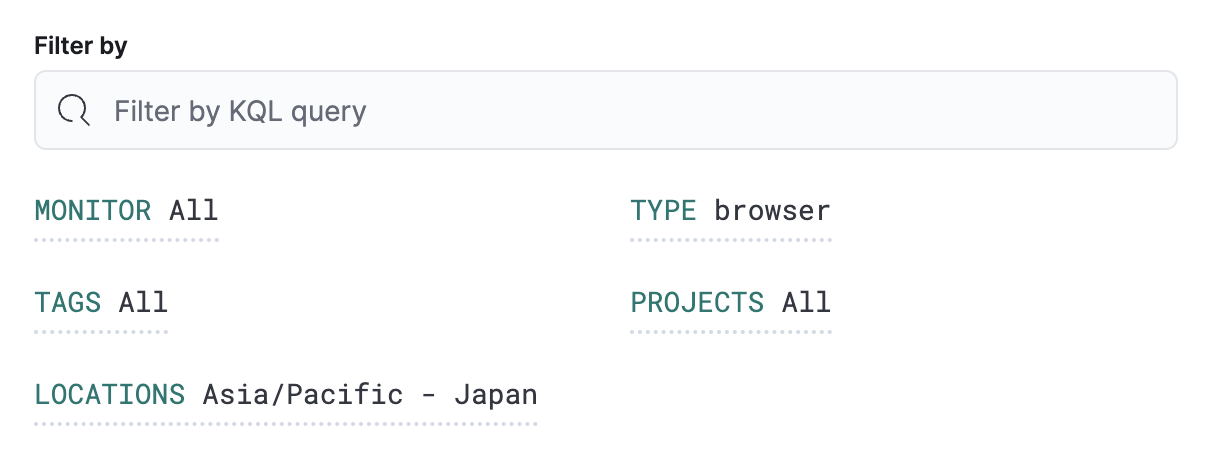 Filter by
Filter by KQL query
MONITOR All
TYPE browser
TAGS All
PROJECTS All
LOCATIONS Asia/Pacific - Japan